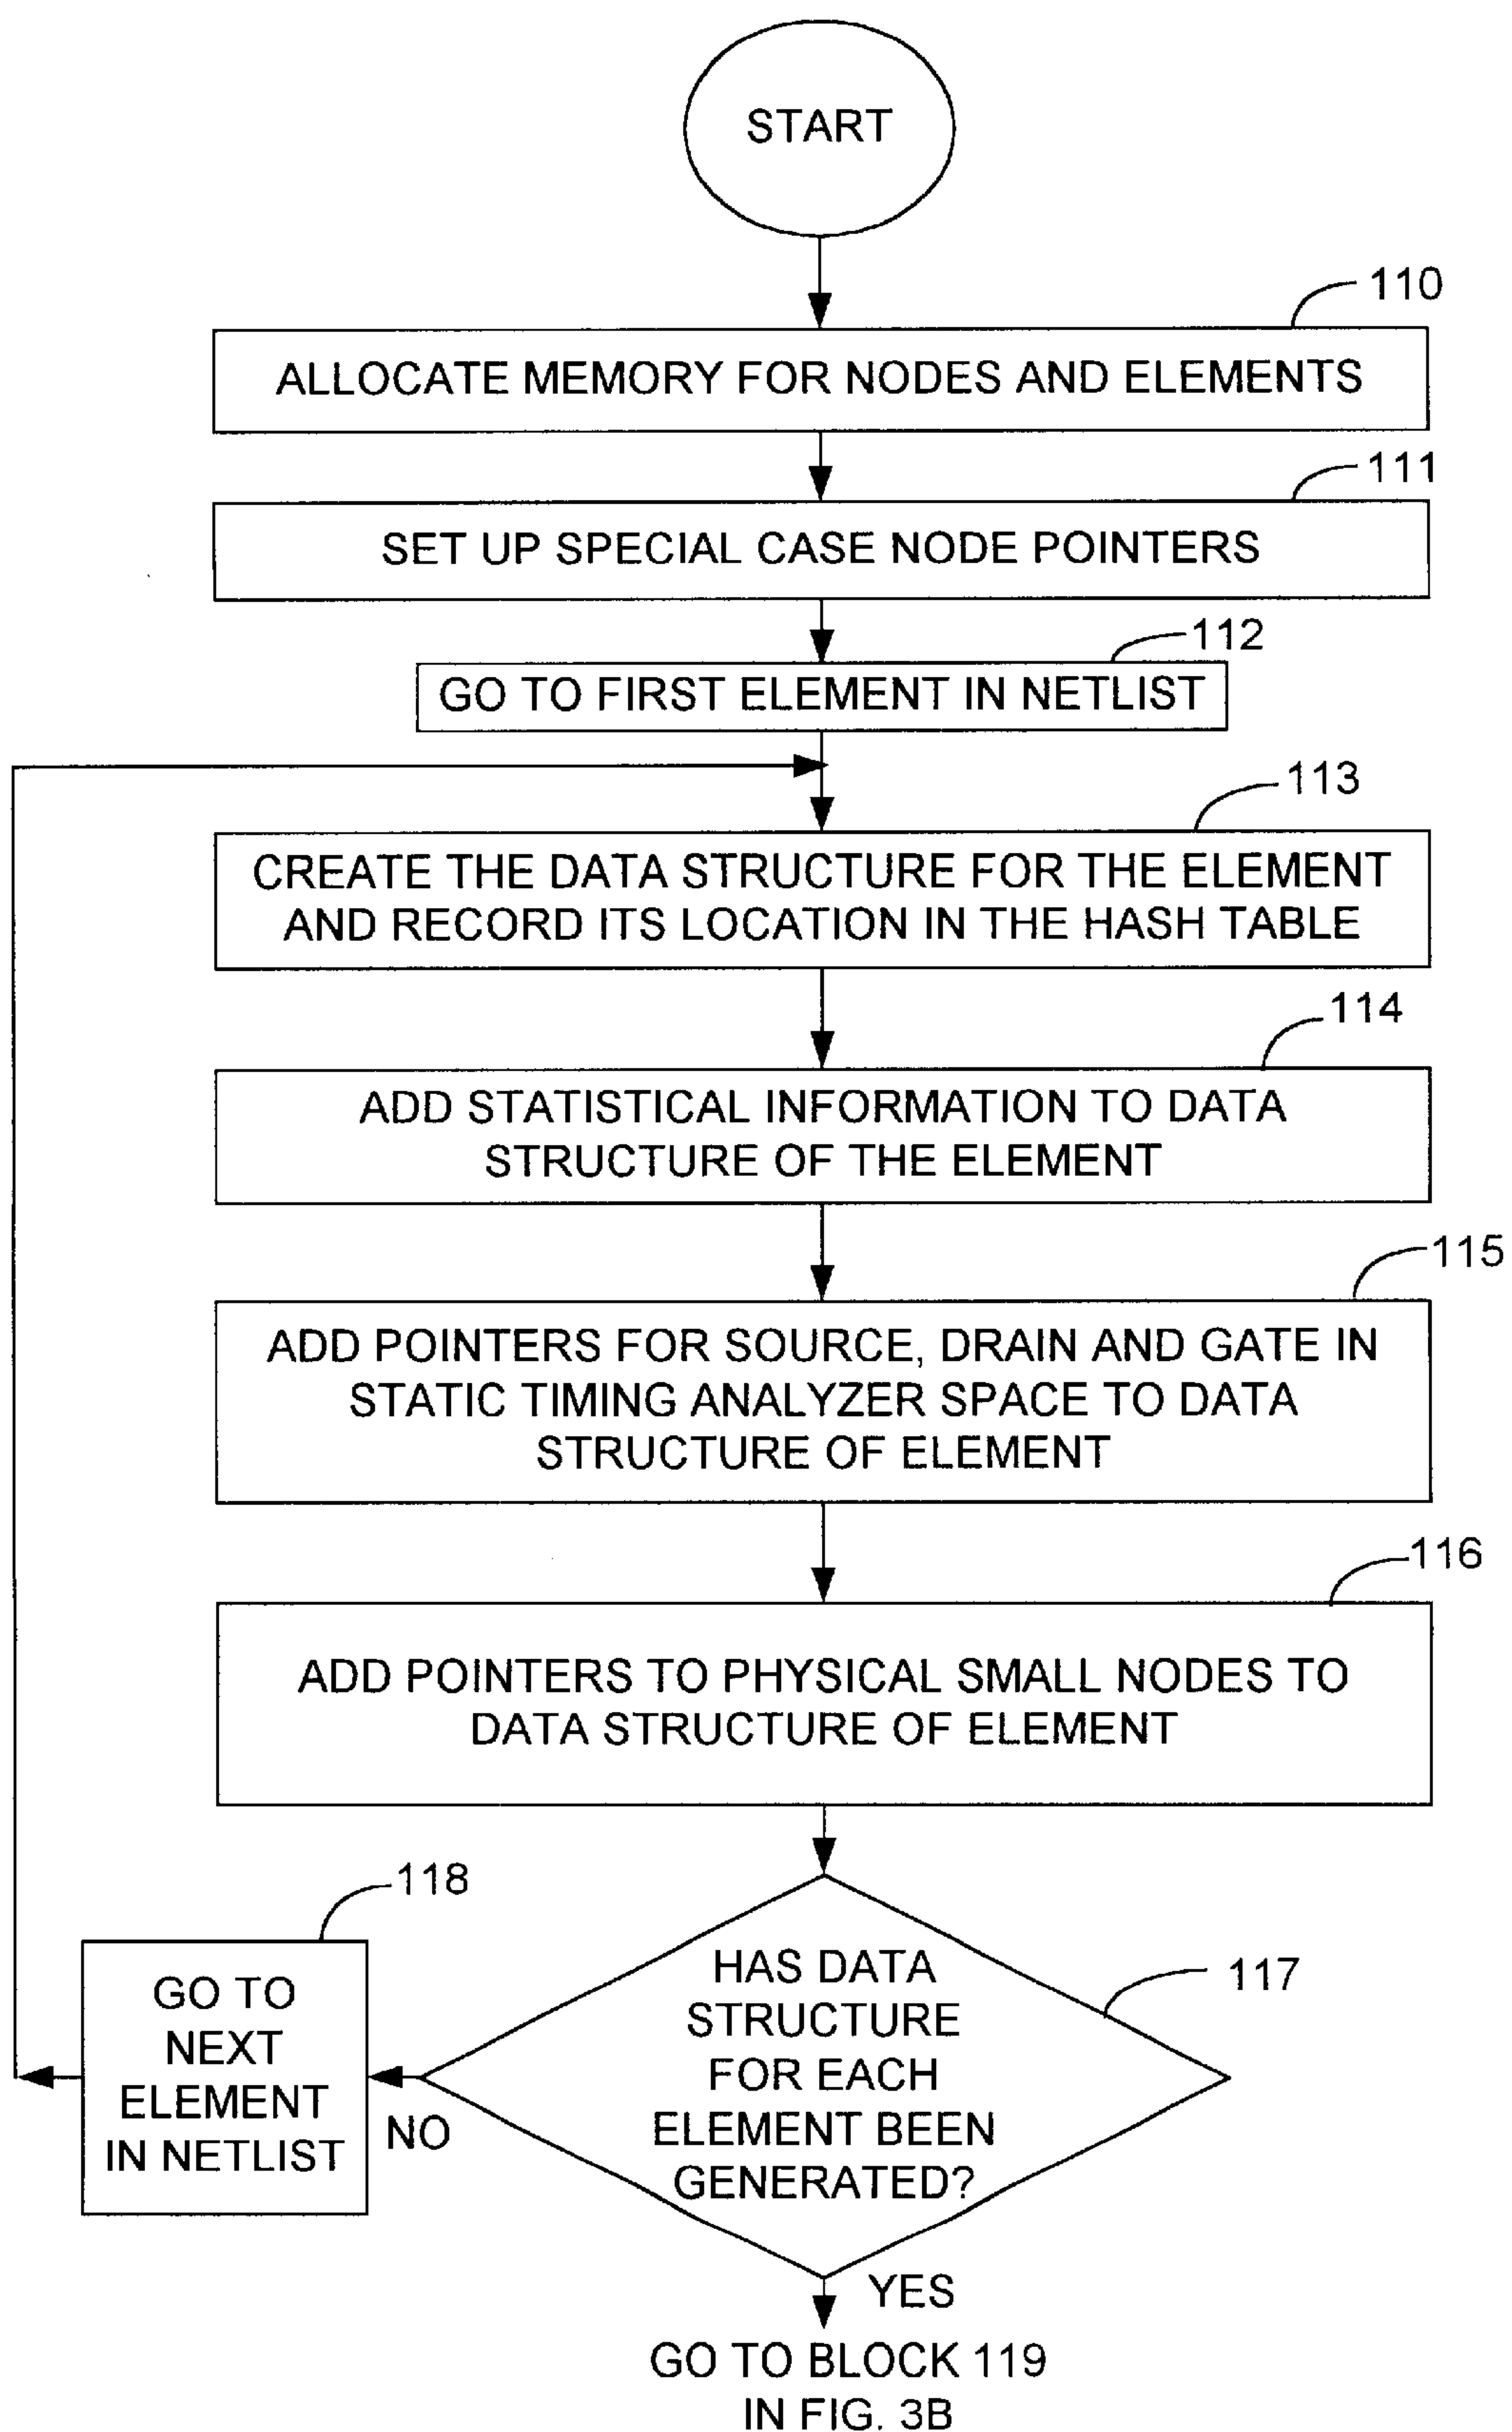 START
110
ALLOCATE MEMORY FOR NODES AND ELEMENTS
111
SET UP SPECIAL CASE NODE POINTERS
112
GO TO FIRST ELEMENT IN NETLIST
113
CREATE THE DATA STRUCTURE FOR THE ELEMENT
AND RECORD ITS LOCATION IN THE HASH TABLE
114
ADD STATISTICAL INFORMATION TO DATA
STRUCTURE OF THE ELEMENT
115
ADD POINTERS FOR SOURCE, DRAIN AND GATE IN
STATIC TIMING ANALYZER SPACE TO DATA
STRUCTURE OF ELEMENT
116
ADD POINTERS TO PHYSICAL SMALL NODES TO
DATA STRUCTURE OF ELEMENT
118
GO TO
NEXT
ELEMENT
IN NETLIST
NO
117
HAS DATA
STRUCTURE
FOR EACH
ELEMENT BEEN
GENERATED?
YES
GO TO BLOCK 119
IN FIG. 3B